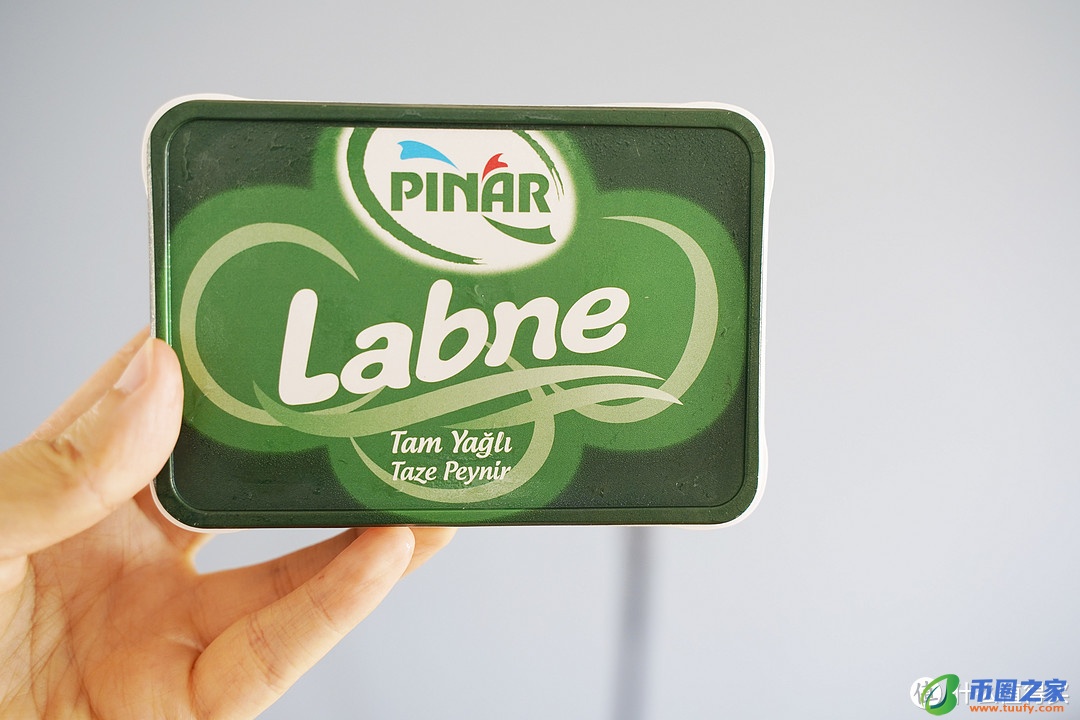 PINAR
Labne
Tam Yağlı
Taze Peynir
币圈之家
www.tuufy.com